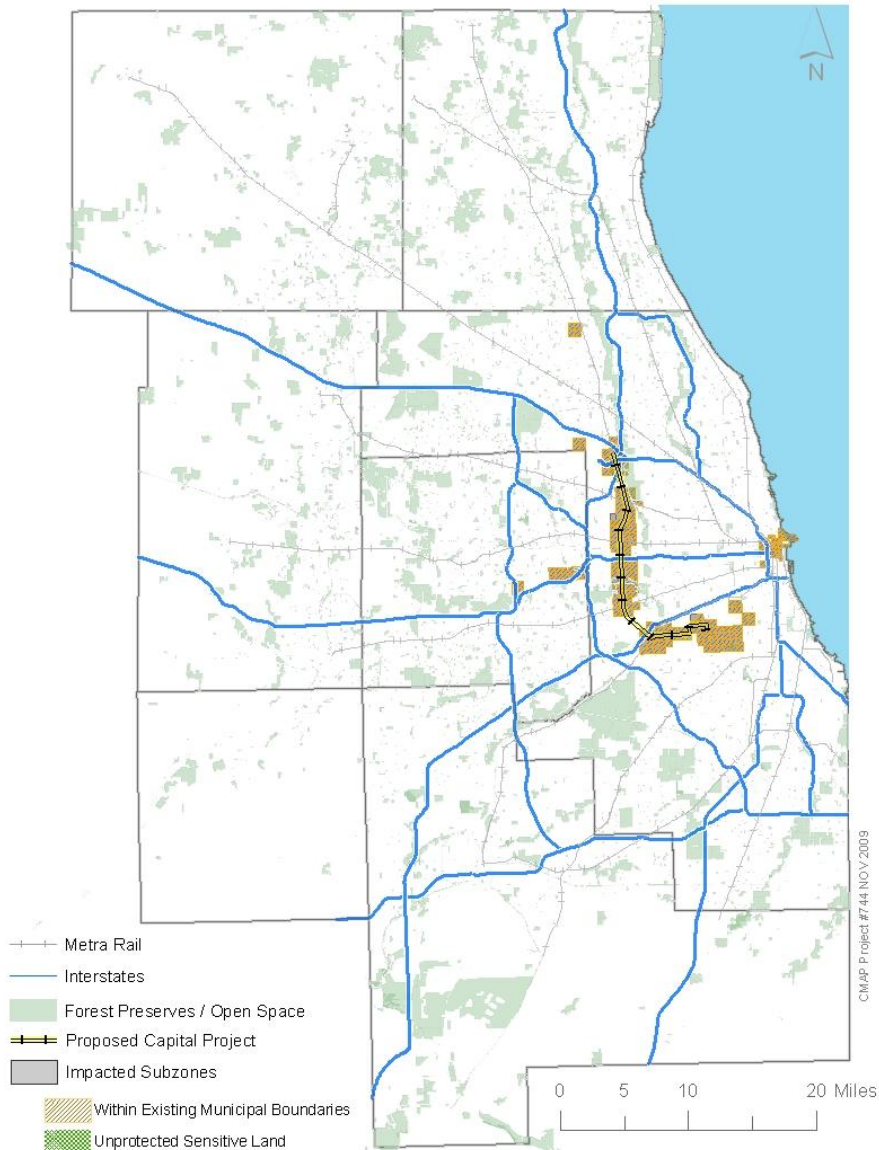 N
CMAP Project #744 NOV 2009
Metra Rail
Interstates
Forest Preserves / Open Space
Proposed Capital Project
Impacted Subzones
Within Existing Municipal Boundaries
Unprotected Sensitive Land
0 5 10 20 Miles